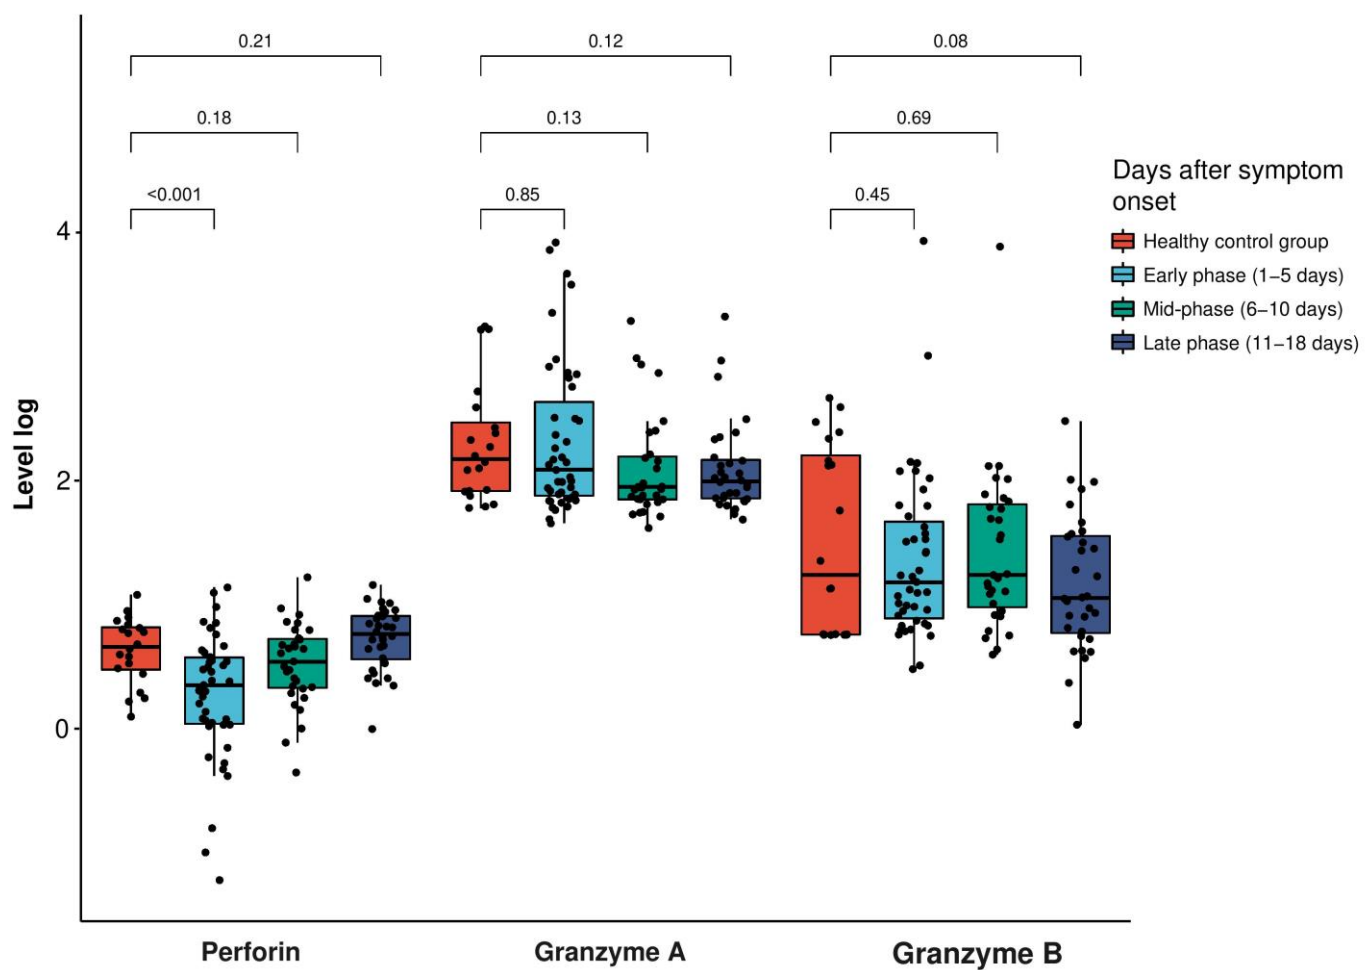 0.21
0.12
0.08
0.18
0.13
0.69
<0.001
0.85
0.45
Days after symptom
onset
Healthy control group
Early phase (1–5 days)
Mid-phase (6–10 days)
Late phase (11–18 days)
Level log
4
2
0
Perforin
Granzyme A
Granzyme B